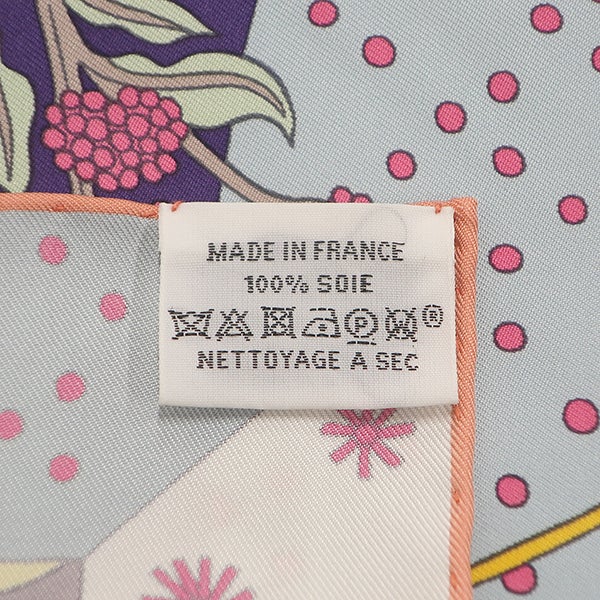 MADE IN FRANCE
100% SOIE
P ®
NETTOYAGE A SEC